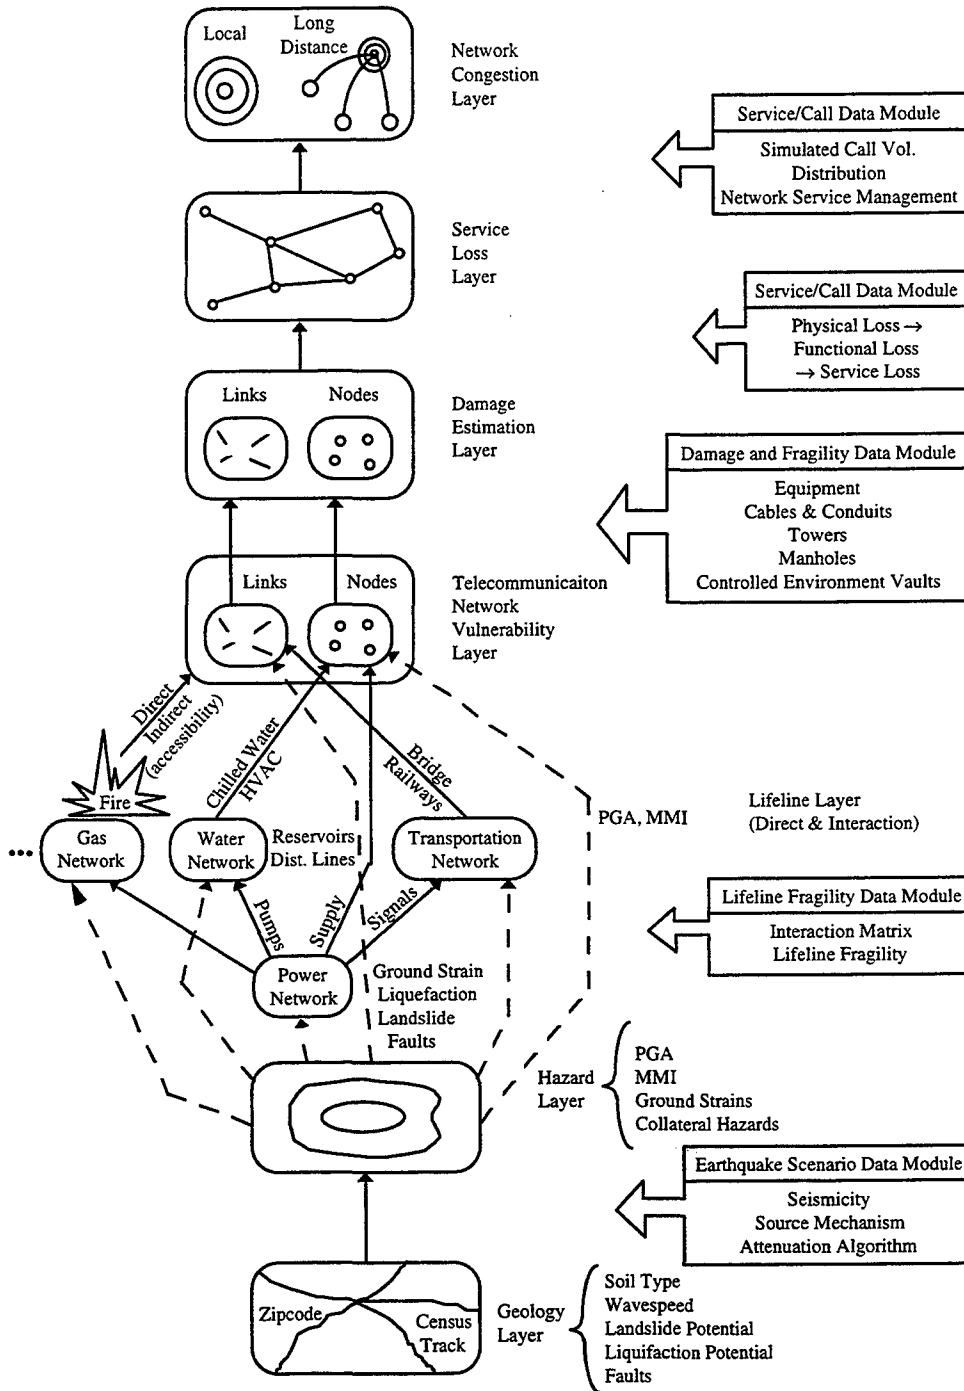 Local
Long
Distance
Network
Congestion
Layer
Service/Call Data Module
Simulated Call Vol.
Distribution
Network Service Management
Service
Loss
Layer
Service/Call Data Module
Physical Loss →
Functional Loss
→ Service Loss
Links
Nodes
Damage
Estimation
Layer
Damage and Fragility Data Module
Equipment
Cables & Conduits
Towers
Manholes
Controlled Environment Vaults
Links
Nodes
Telecommunicaiton
Network
Vulnerability
Layer
Direct
Indirect
(accessibility)
Chilled Water
HVAC
Bridge
Railways
Fire
PGA, MMI
Lifeline Layer
(Direct & Interaction)
Gas
Network
Water
Network
Reservoirs
Dist. Lines
Transportation
Network
Pumps
Supply
Signals
Lifeline Fragility Data Module
Interaction Matrix
Lifeline Fragility
Power
Network
Ground Strain
Liquefaction
Landslide
Faults
Hazard
Layer
PGA
MMI
Ground Strains
Collateral Hazards
Earthquake Scenario Data Module
Seismicity
Source Mechanism
Attenuation Algorithm
Zipcode
Census
Track
Geology
Layer
Soil Type
Wavespeed
Landslide Potential
Liquifaction Potential
Faults